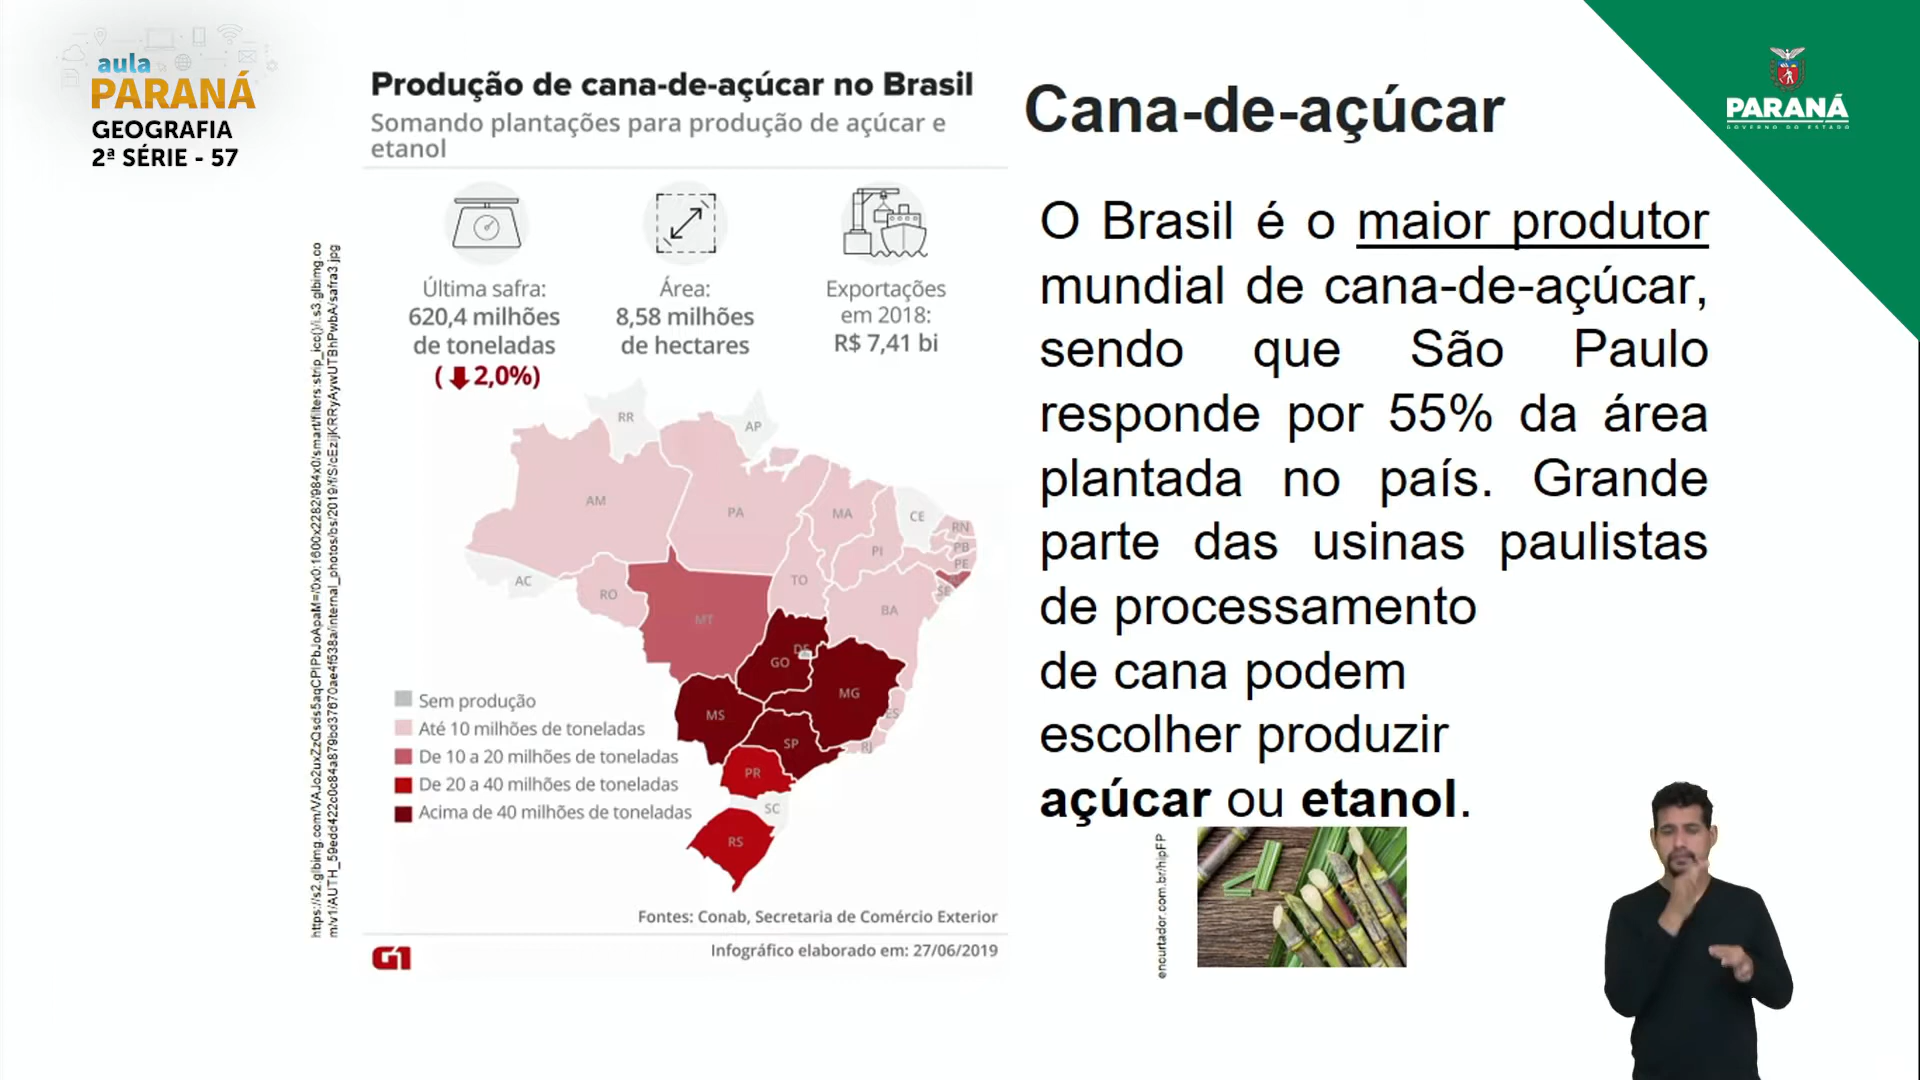 aula
PARANÁ
GEOGRAFIA
2ª SÉRIE - 57
Produção de cana-de-açúcar no Brasil
Somando plantações para produção de açúcar e
etanol
Última safra:
620,4 milhões
de toneladas
(2,0%)
Área:
8,58 milhões
de hectares
Exportações
em 2018:
R$ 7,41 bi
RR
AP
AM
PA
MA
CE
RN
PB
PE
PI
SE
AC
RO
TO
BA
MT
DF
GO
MG
ES
MS
SP
RJ
PR
SC
RS
Sem produção
Até 10 milhões de toneladas
De 10 a 20 milhões de toneladas
De 20 a 40 milhões de toneladas
Acima de 40 milhões de toneladas
Fontes: Conab, Secretaria de Comércio Exterior
G1
Infográfico elaborado em: 27/06/2019
Cana-de-açúcar
O Brasil é o maior produtor
mundial de cana-de-açúcar,
sendo que São Paulo
responde por 55% da área
plantada no país. Grande
parte das usinas paulistas
de processamento
de cana podem
escolher produzir
açúcar ou etanol.
encurtador.com.br/hipFP
PARANÁ
GOVERNO DO ESTADO